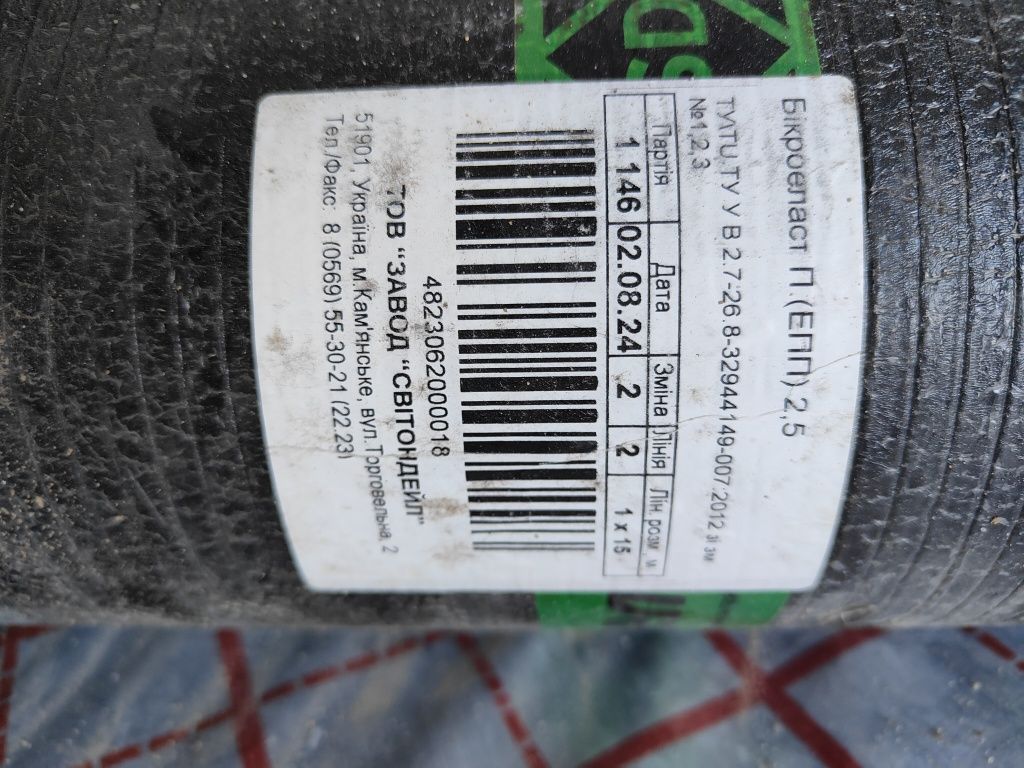 DS
Бікроеласт П (ЕПП) 2,5
ТУ У В 2.7-26.8-32944149-007.2012 зі зм
№1,2,3
Партія Дата Зміна Лінія Лін.розм, м
1 146 02.08.24 2 2 1 x 15
4823062000018
ТОВ “ЗАВОД “СВІТОНДЕЙЛ”
51901, Україна, м.Кам'янське, вул.Торговельна, 2
Тел./Факс: 8 (0569) 55-30-21 (22,23)